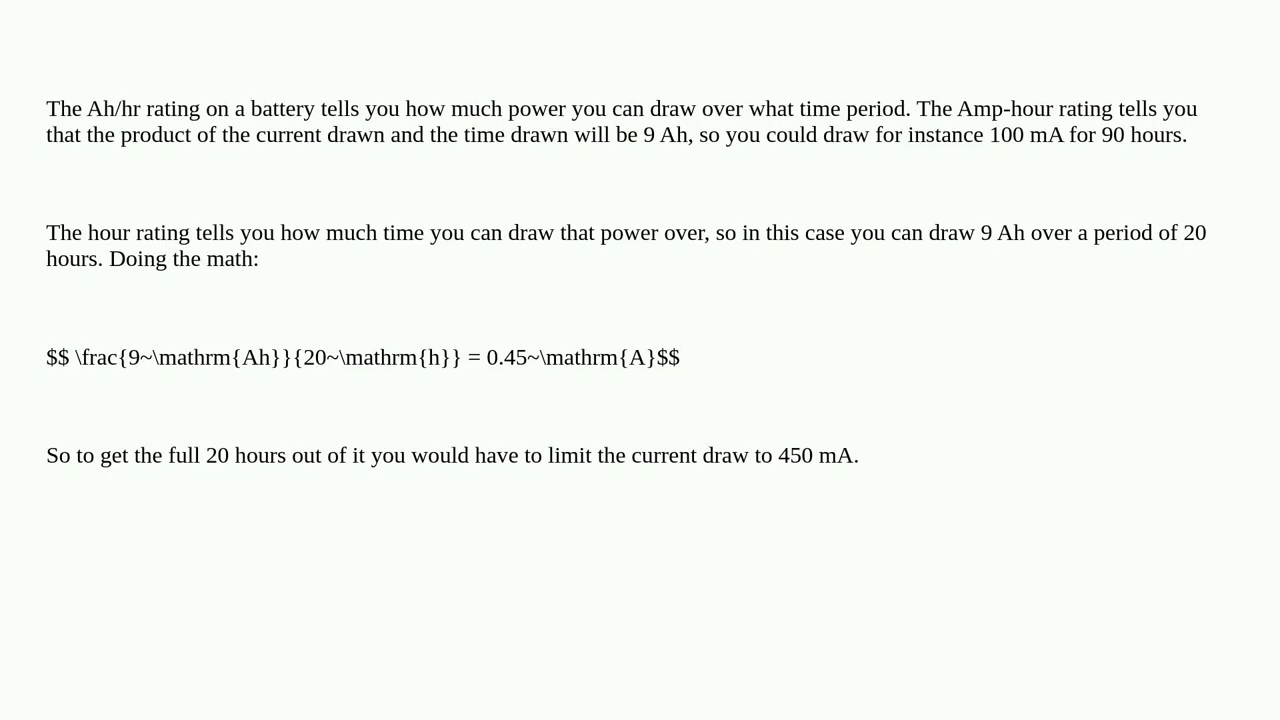 The Ah/hr rating on a battery tells you how much power you can draw over what time period. The Amp-hour rating tells you
that the product of the current drawn and the time drawn will be 9 Ah, so you could draw for instance 100 mA for 90 hours.
The hour rating tells you how much time you can draw that power over, so in this case you can draw 9 Ah over a period of 20
hours. Doing the math:
$$ \frac{9~\mathrm{Ah}}{20~\mathrm{h}} = 0.45~\mathrm{A}$$
So to get the full 20 hours out of it you would have to limit the current draw to 450 mA.